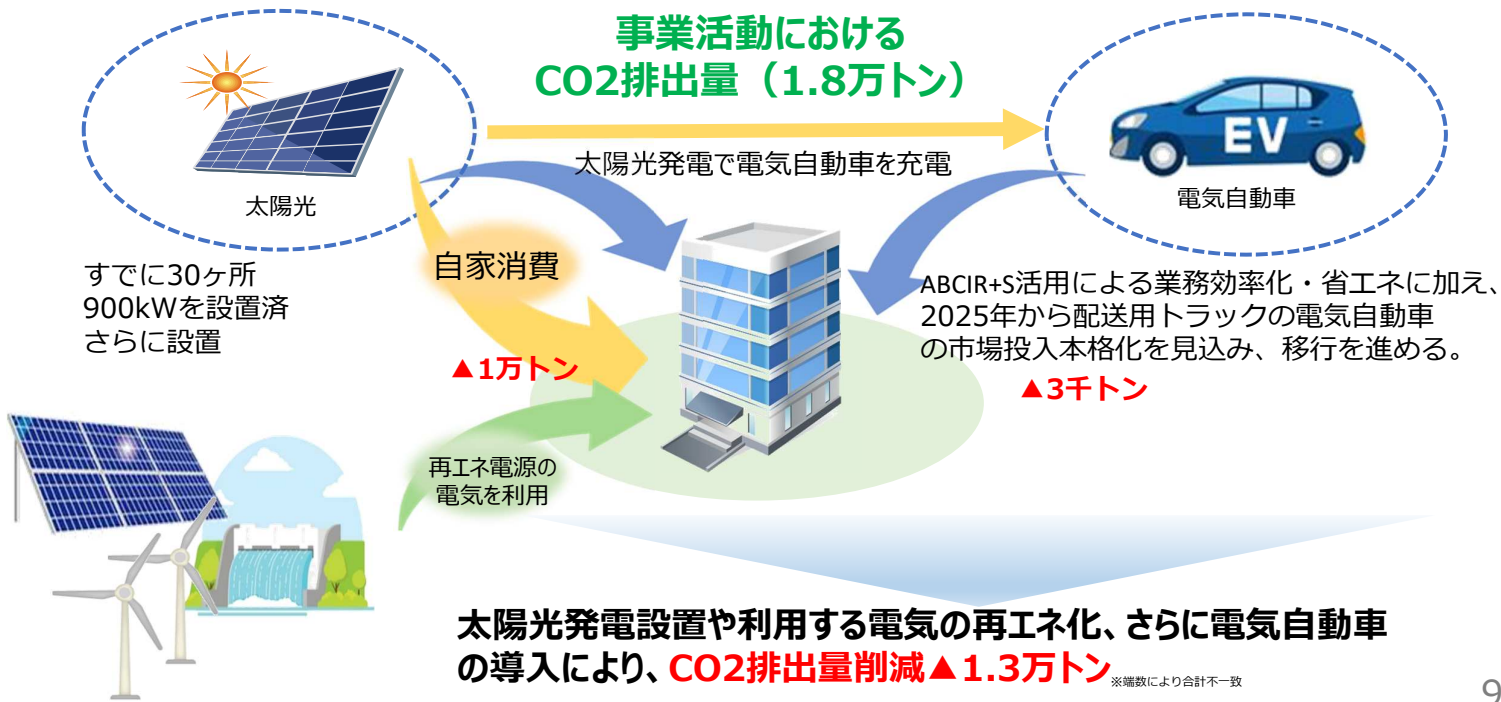 事業活動における
CO2排出量（1.8万トン）
太陽光発電で電気自動車を充電
太陽光
EV
電気自動車
すでに30ヶ所
900kWを設置済
さらに設置
自家消費
ABCIR+S活用による業務効率化・省エネに加え、
2025年から配送用トラックの電気自動車
の市場投入本格化を見込み、移行を進める。
▲1万トン
▲3千トン
再エネ電源の
電気を利用
太陽光発電設置や利用する電気の再エネ化、さらに電気自動車
の導入により、CO2排出量削減▲1.3万トン※端数により合計不一致
9